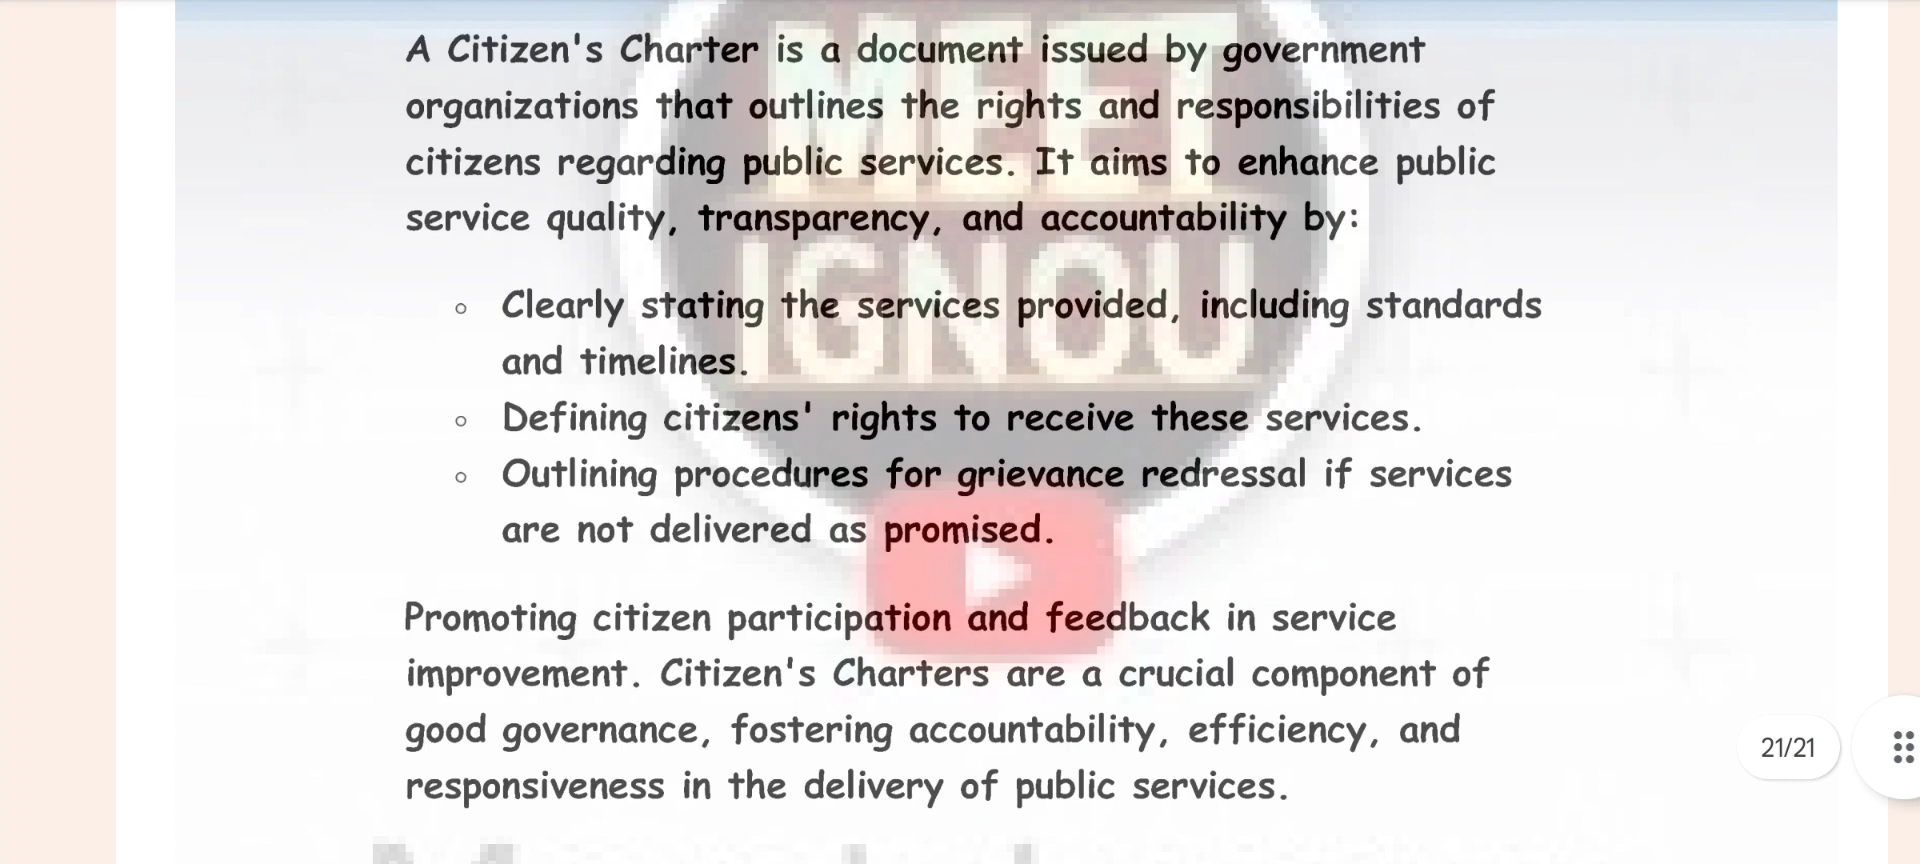 MEET
IGNOU
A Citizen's Charter is a document issued by government
organizations that outlines the rights and responsibilities of
citizens regarding public services. It aims to enhance public
service quality, transparency, and accountability by:
Clearly stating the services provided, including standards
and timelines.
Defining citizens' rights to receive these services.
Outlining procedures for grievance redressal if services
are not delivered as promised.
Promoting citizen participation and feedback in service
improvement. Citizen's Charters are a crucial component of
good governance, fostering accountability, efficiency, and
responsiveness in the delivery of public services.
21/21